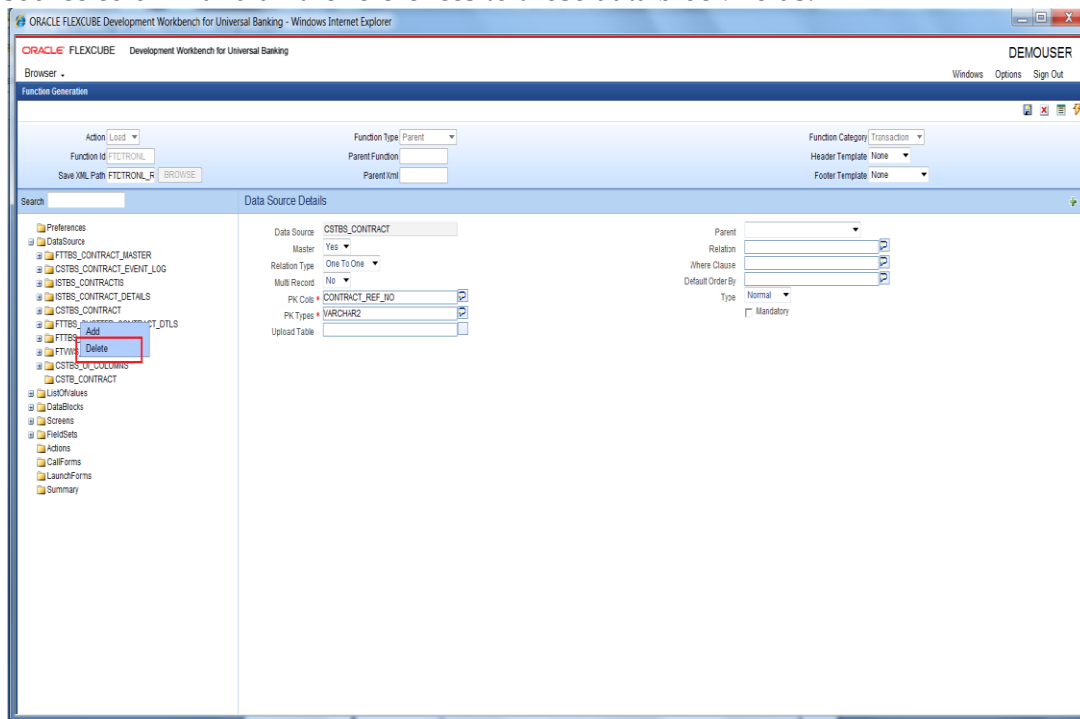 ORACLE FLEXCUBE Development Workbench for Universal Banking - Windows Internet Explorer
ORACLE FLEXCUBE Development Workbench for Universal Banking
DEMOUSER
Browser
Windows Options Sign Out
Function Generation
Action Load Function Type Parent Function Category Transaction
Function Id FTCTRONL Parent Function Header Template None
Save XML Path FTCTRONL_R BROWSE Parent Xml Footer Template None
Search
Data Source Details
Preferences
DataSource
FTTBS_CONTRACT_MASTER
CSTBS_CONTRACT_EVENT_LOG
ISTBS_CONTRACTIS
ISTBS_CONTRACT_DETAILS
CSTBS_CONTRACT
FTTBS_ CT_DTLS
FTTBS_
FTVWS_
CSTBS_UI_COLUMNS
CSTB_CONTRACT
ListOfValues
DataBlocks
Screens
FieldSets
Actions
CallForms
LaunchForms
Summary
Add
Delete
Data Source CSTBS_CONTRACT
Master Yes
Relation Type One To One
Multi Record No
PK Cols * CONTRACT_REF_NO
PK Types * VARCHAR2
Upload Table
Parent
Relation
Where Clause
Default Order By
Type Normal
Mandatory